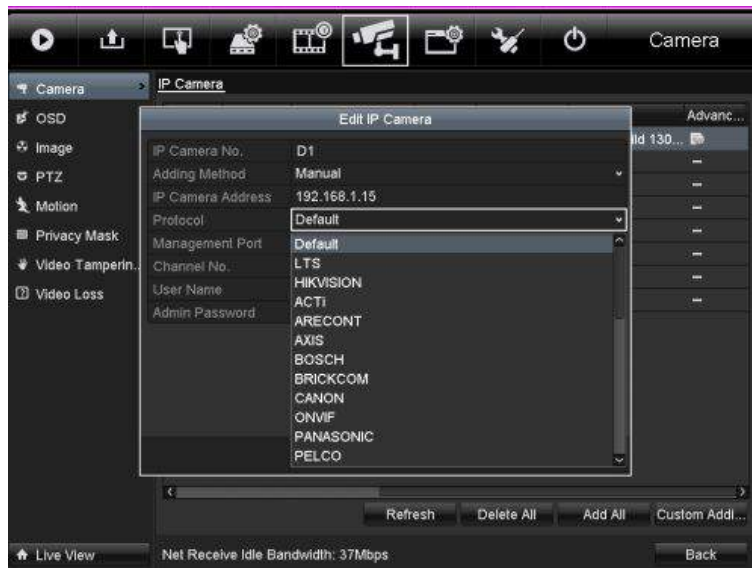 Camera
Camera
IP Camera
OSD
Image
PTZ
Motion
Privacy Mask
Video Tamperin..
Video Loss
Advanc...
ild 130...
Edit IP Camera
IP Camera No. D1
Adding Method Manual
IP Camera Address 192.168.1.15
Protocol Default
Management Port
Channel No.
User Name
Admin Password
Default
LTS
HIKVISION
ACTi
ARECONT
AXIS
BOSCH
BRICKCOM
CANON
ONVIF
PANASONIC
PELCO
Refresh Delete All Add All Custom Addi...
Live View Net Receive Idle Bandwidth: 37Mbps Back